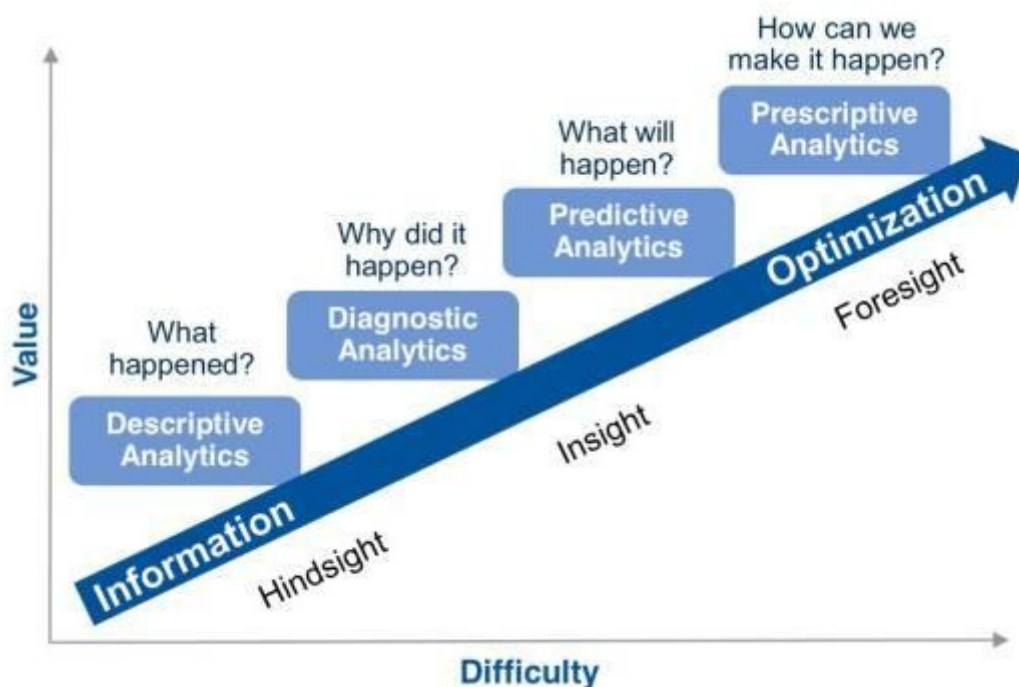 How can we
make it happen?
Prescriptive
Analytics
What will
happen?
Predictive
Analytics
Why did it
happen?
Diagnostic
Analytics
What
happened?
Descriptive
Analytics
Value
Information
Optimization
Hindsight
Insight
Foresight
Difficulty